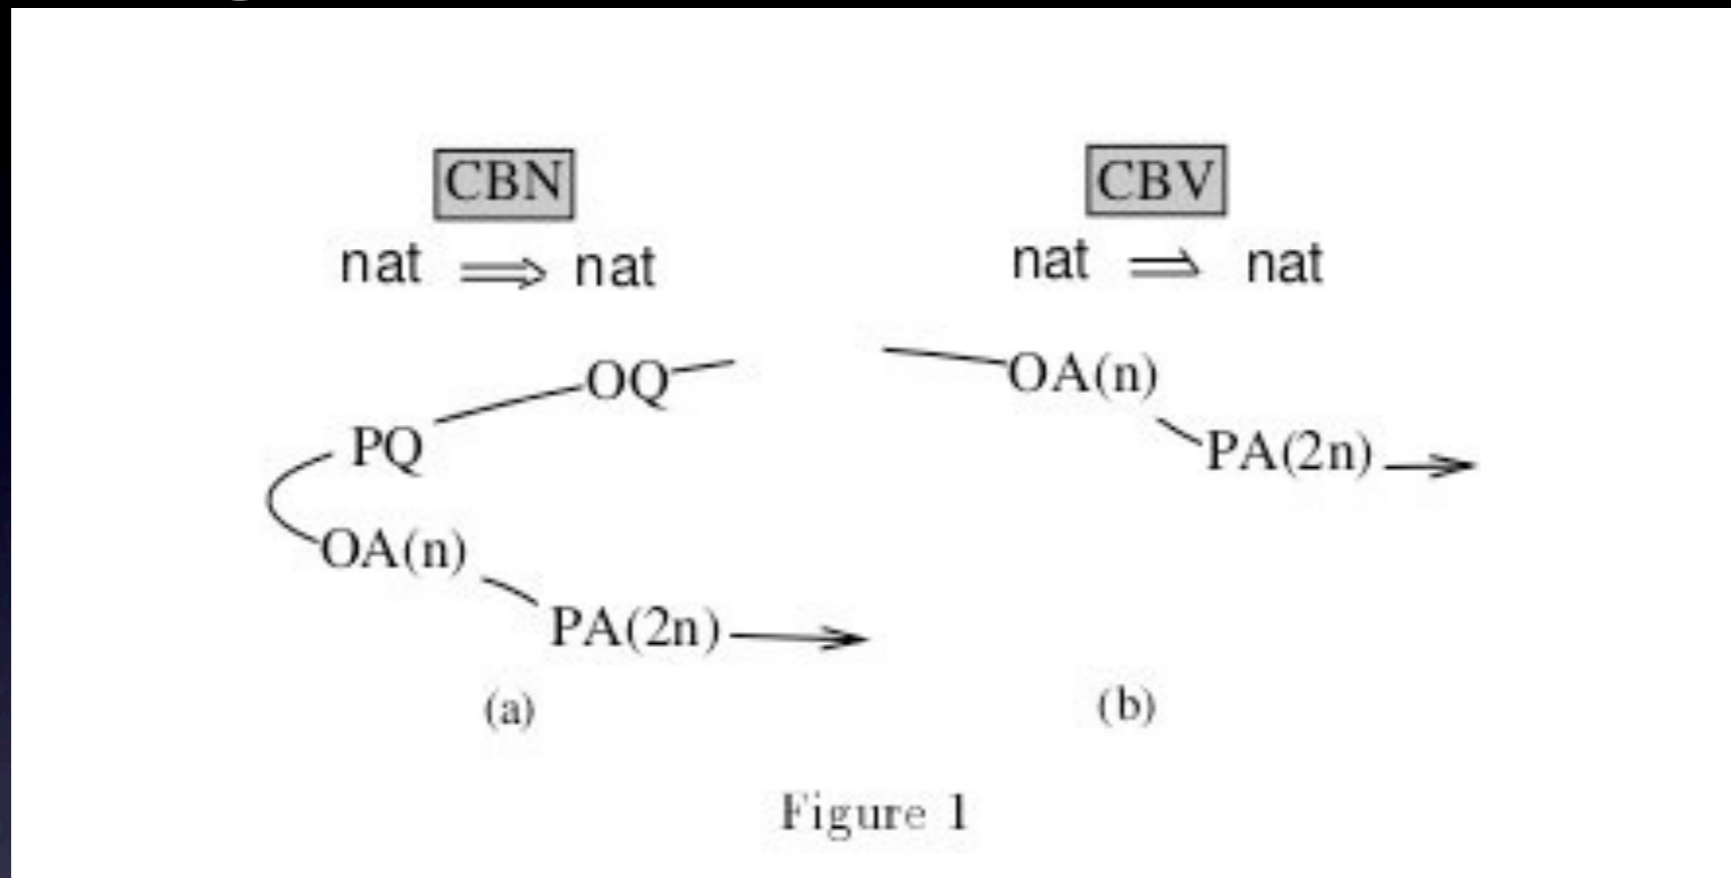 CBN
nat ⇒ nat
OQ
PQ
OA(n)
PA(2n)
(a)
CBV
nat ⇀ nat
OA(n)
PA(2n)
(b)
Figure 1